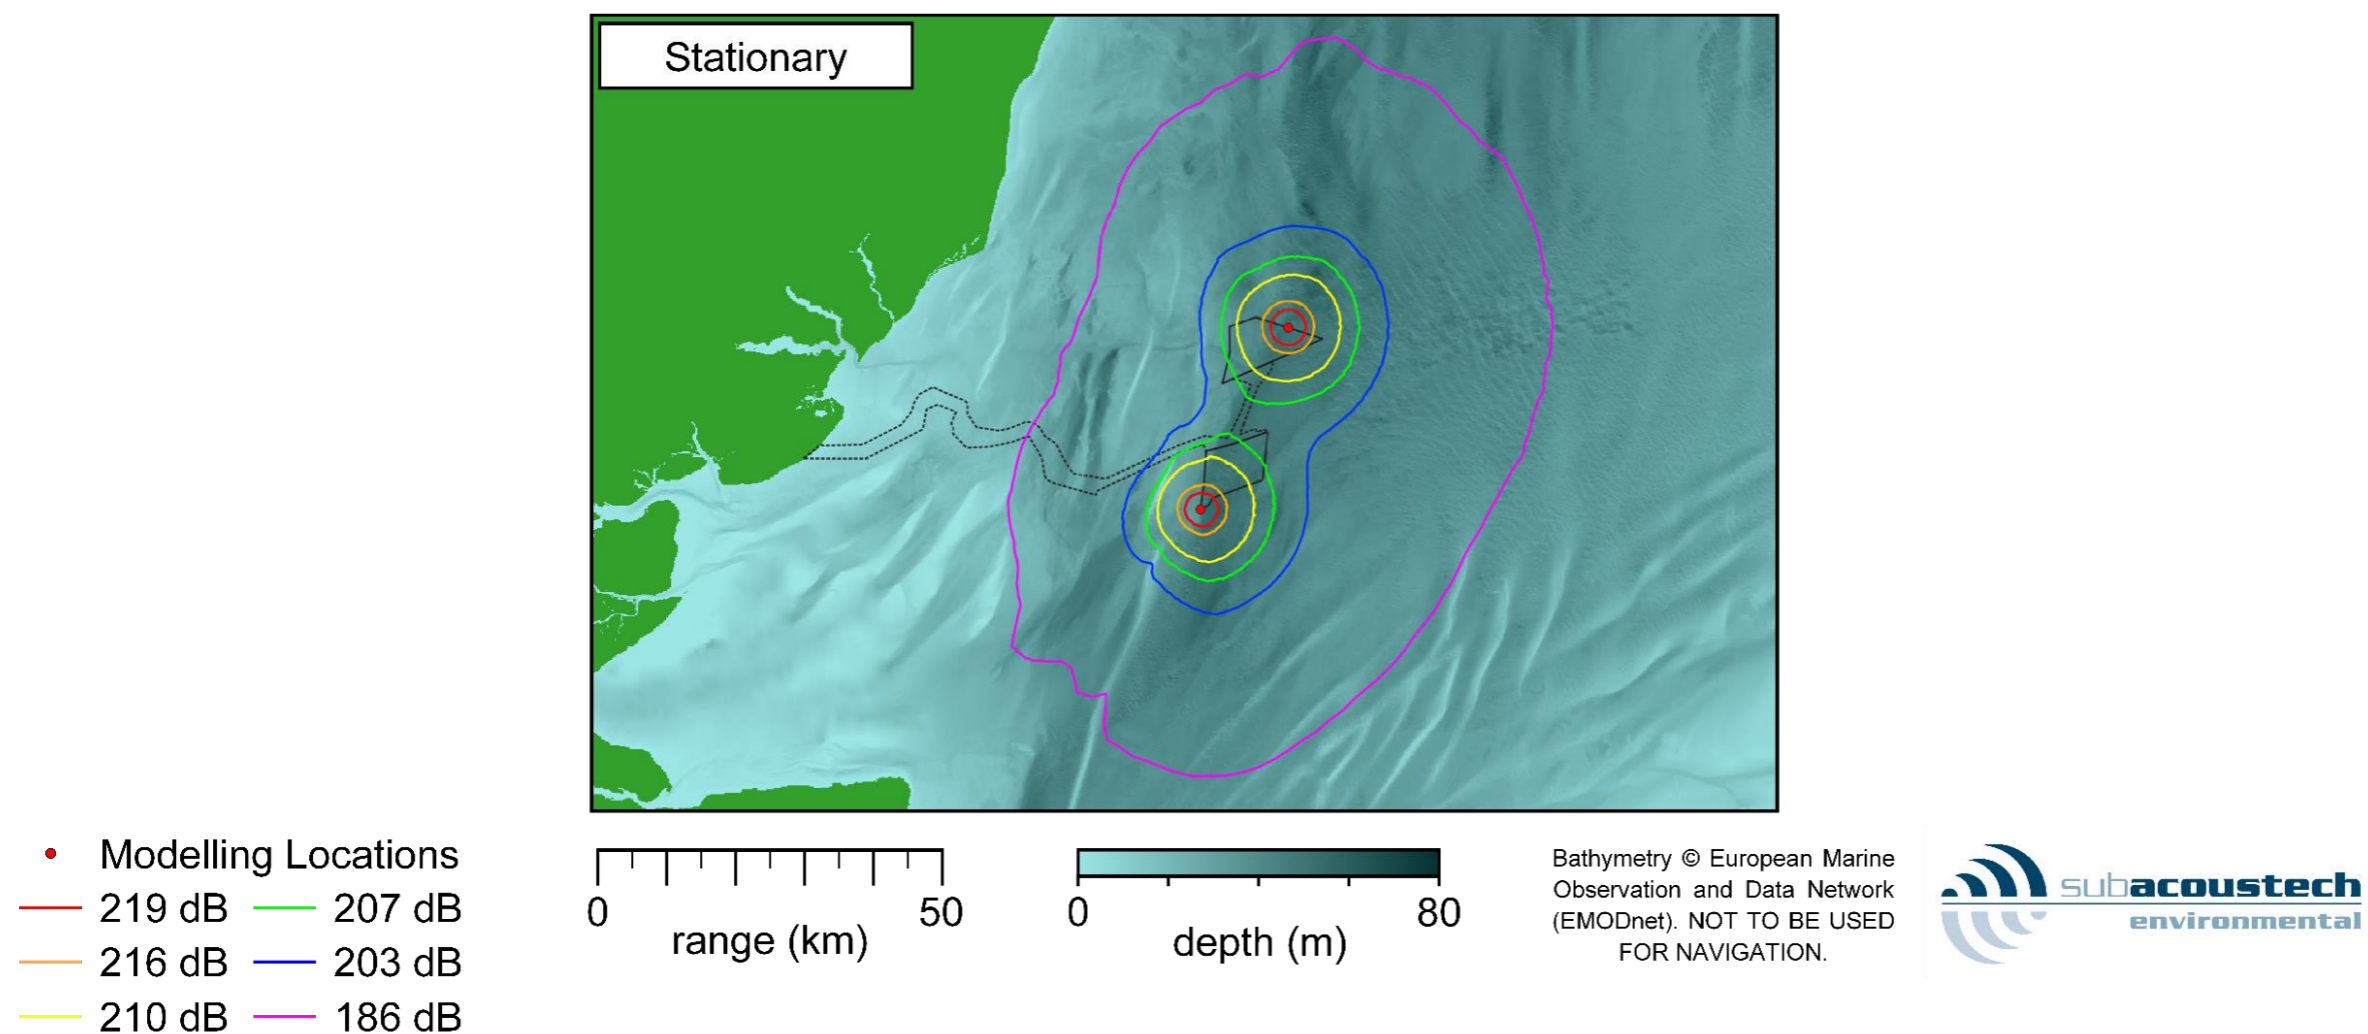 Stationary
Modelling Locations
219 dB
207 dB
216 dB
203 dB
210 dB
186 dB
0
50
range (km)
0
80
depth (m)
Bathymetry © European Marine
Observation and Data Network
(EMODnet). NOT TO BE USED
FOR NAVIGATION.
subacoustech
environmental